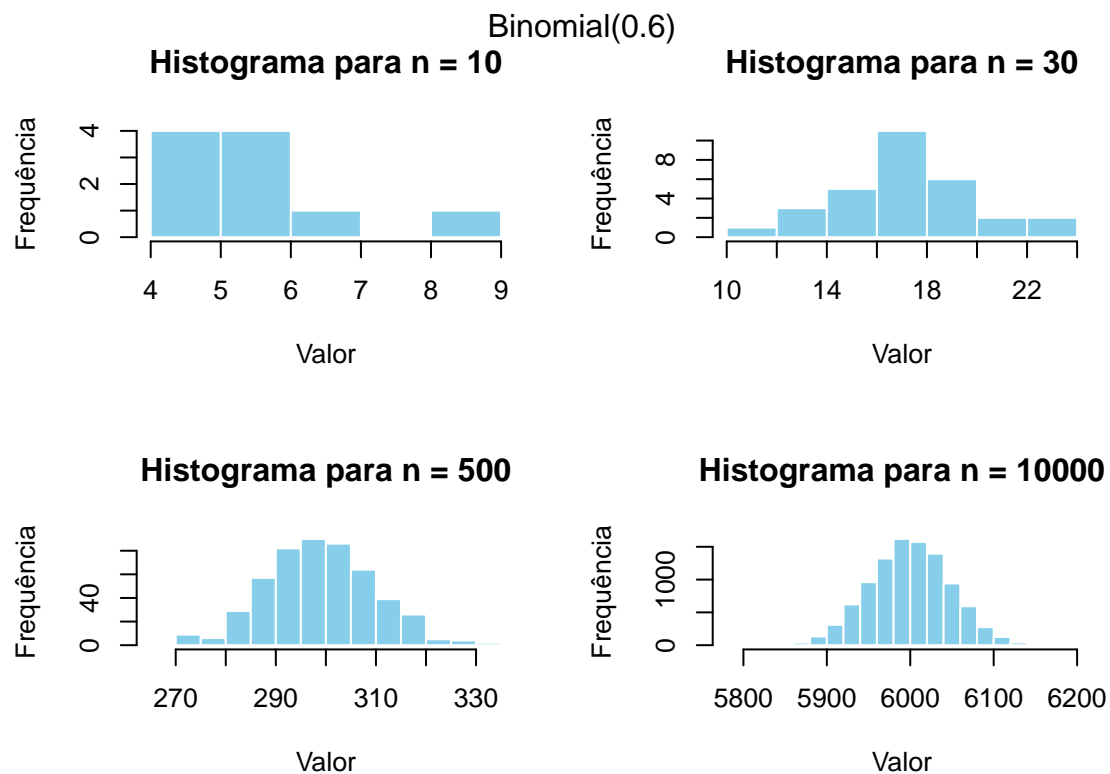 Binomial(0.6)
Histograma para n = 10
Frequência
0 2 4
4 5 6 7 8 9
Valor
Histograma para n = 30
Frequência
0 4 8
10 14 18 22
Valor
Histograma para n = 500
Frequência
0 40
270 290 310 330
Valor
Histograma para n = 10000
Frequência
0 1000
5800 5900 6000 6100 6200
Valor